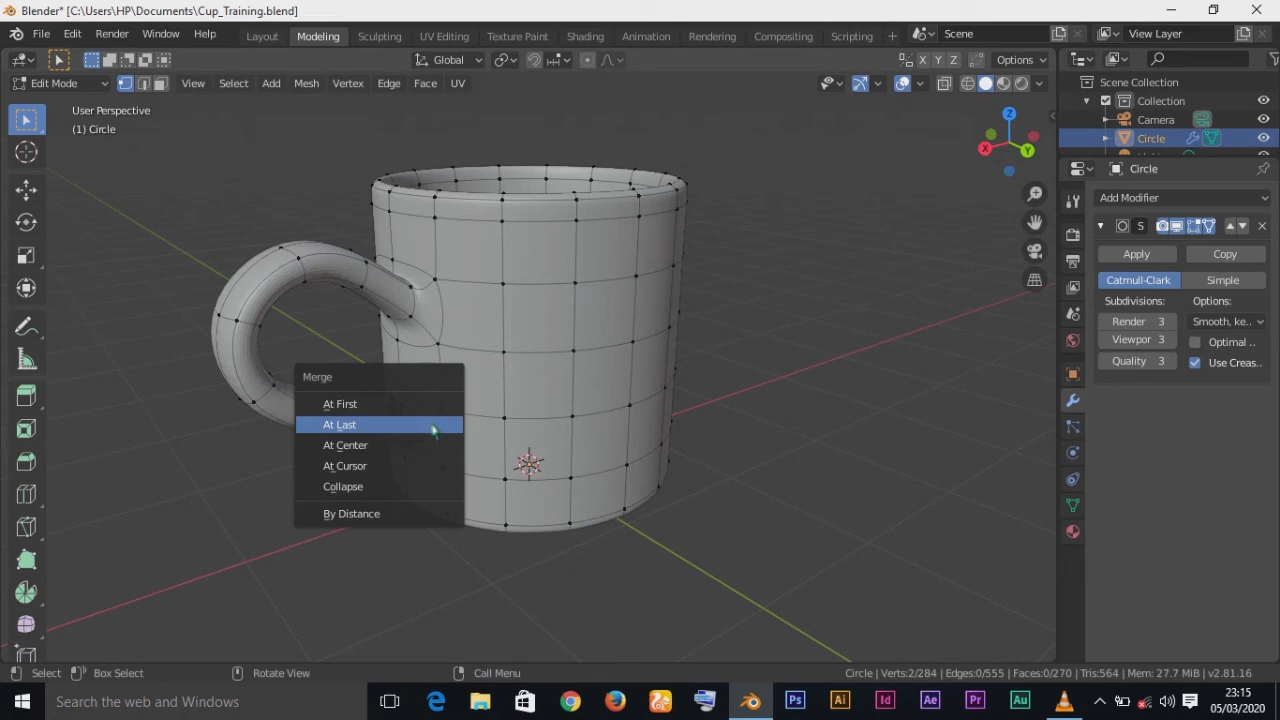 Blender* [C:\Users\HP\Documents\Cup_Training.blend]
File Edit Render Window Help Layout Modeling Sculpting UV Editing Texture Paint Shading Animation Rendering Compositing Scripting + Scene View Layer
Global X Y Z Options
Edit Mode View Select Add Mesh Vertex Edge Face UV
Scene Collection
Collection
Camera
Circle
User Perspective
(1) Circle
Z
X
Y
Circle
Add Modifier
S
Apply Copy
Catmull-Clark Simple
Subdivisions: Options:
Render 3 Smooth, ke...
Viewpor 3 Optimal ..
Quality 3 Use Creas..
Merge
At First
At Last
At Center
At Cursor
Collapse
By Distance
Select Box Select Rotate View Call Menu Circle | Verts:2/284 | Edges:0/555 | Faces:0/270 | Tris:564 | Mem: 27.7 MiB | v2.81.16
Search the web and Windows Ps Ai Id Ae Pr Au 23:15
05/03/2020